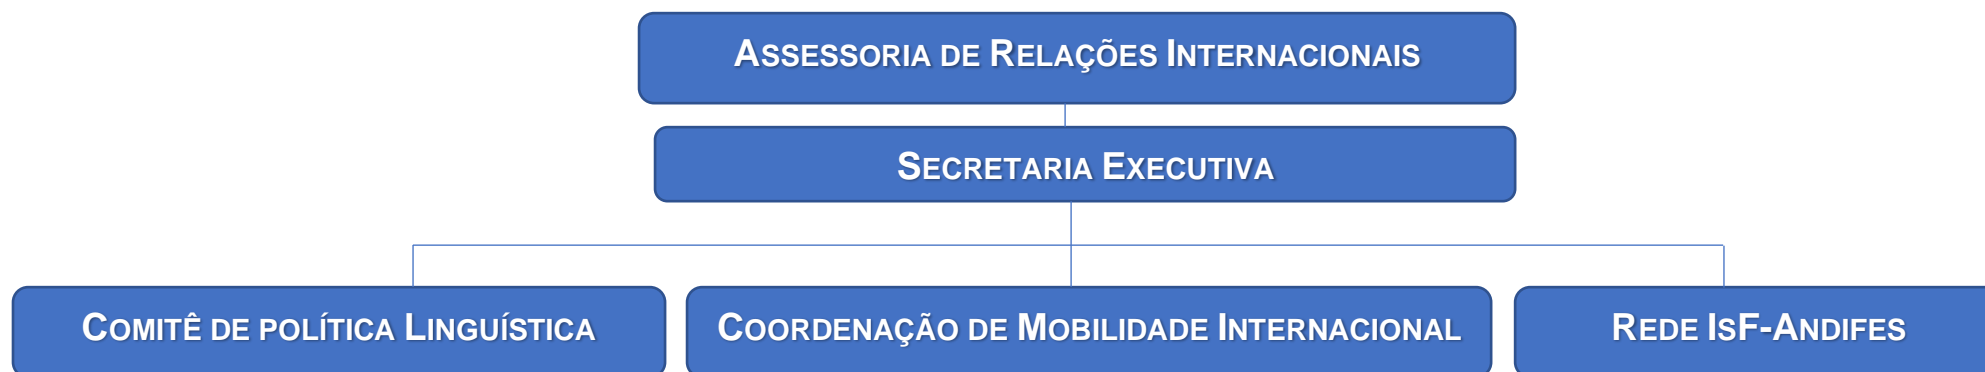 Assessoria de Relações Internacionais
Secretaria Executiva
Comitê de política Linguística
Coordenação de Mobilidade Internacional
Rede IsF-Andifes